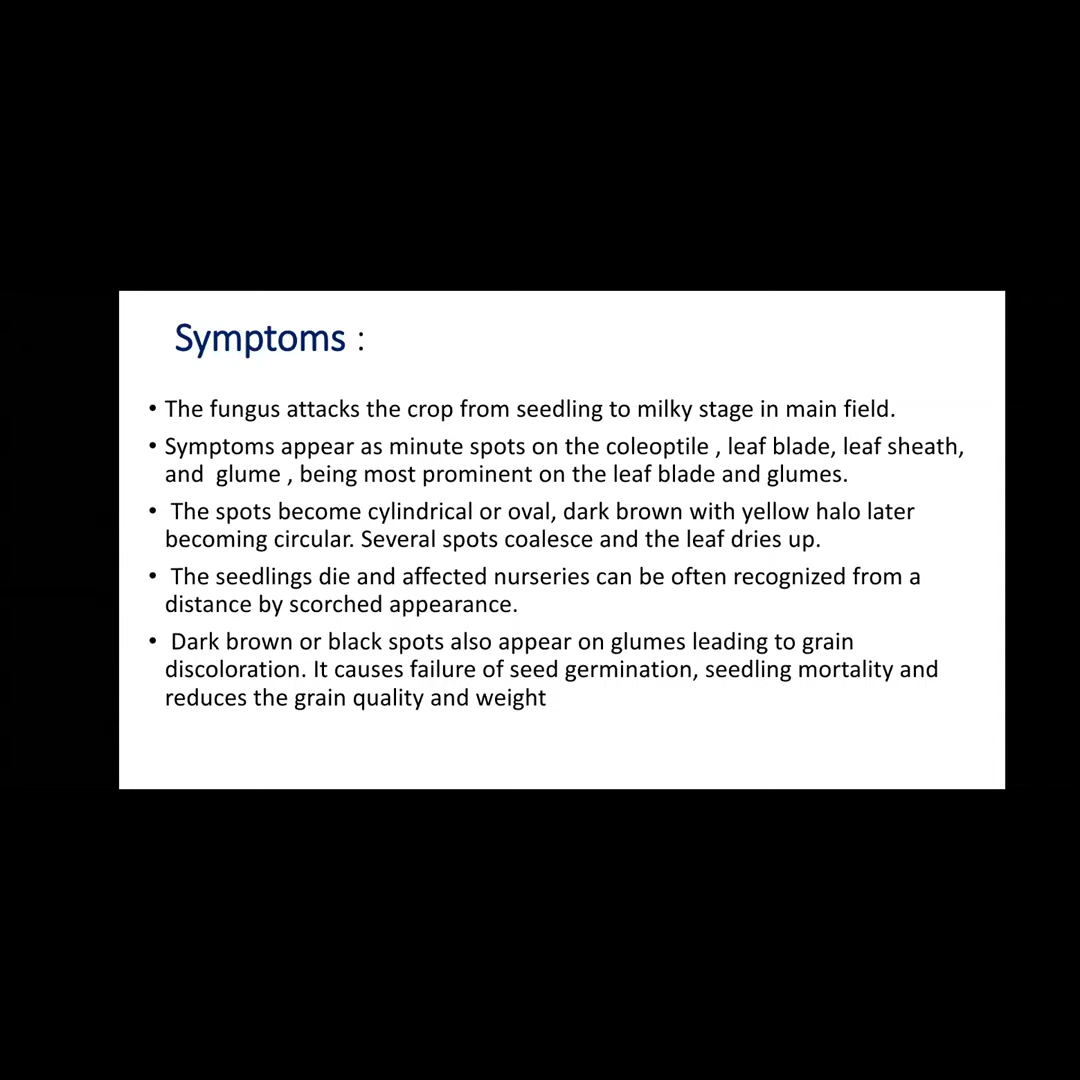 Symptoms :
• The fungus attacks the crop from seedling to milky stage in main field.
• Symptoms appear as minute spots on the coleoptile , leaf blade, leaf sheath,
and  glume , being most prominent on the leaf blade and glumes.
•  The spots become cylindrical or oval, dark brown with yellow halo later
becoming circular. Several spots coalesce and the leaf dries up.
•  The seedlings die and affected nurseries can be often recognized from a
distance by scorched appearance.
•  Dark brown or black spots also appear on glumes leading to grain
discoloration. It causes failure of seed germination, seedling mortality and
reduces the grain quality and weight